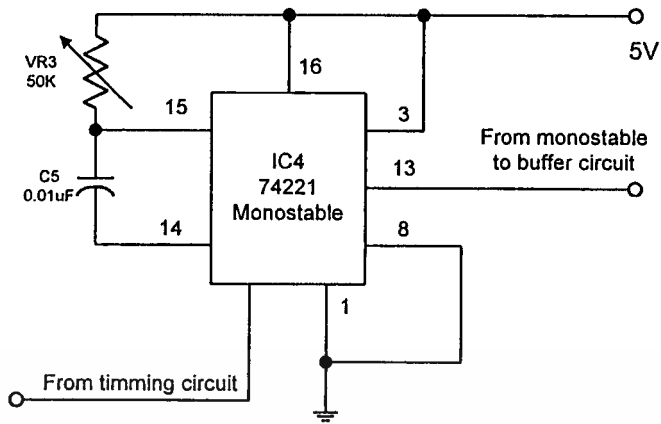 VR3
50K
16
5V
15
3
From monostable
to buffer circuit
IC4
74221
Monostable
13
C5
0.01uF
14
8
1
From timming circuit